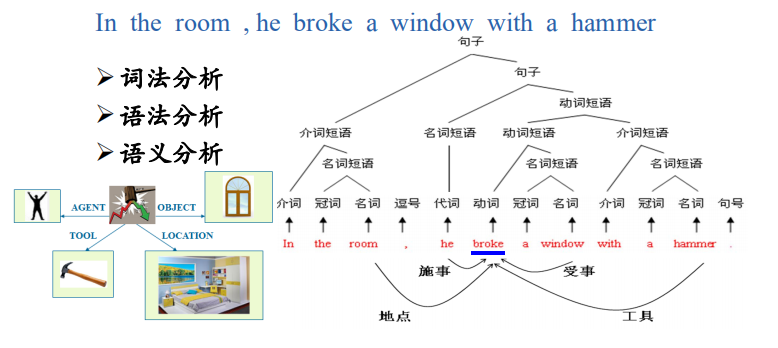 In the room , he broke a window with a hammer
词法分析
语法分析
语义分析
AGENT OBJECT
TOOL LOCATION
句子
句子
动词短语
介词短语 名词短语 动词短语 介词短语
名词短语 名词短语 名词短语
介词 冠词 名词 逗号 代词 动词 冠词 名词 介词 冠词 名词 句号
In the room , he broke a window with a hammer .
施事 受事
地点 工具